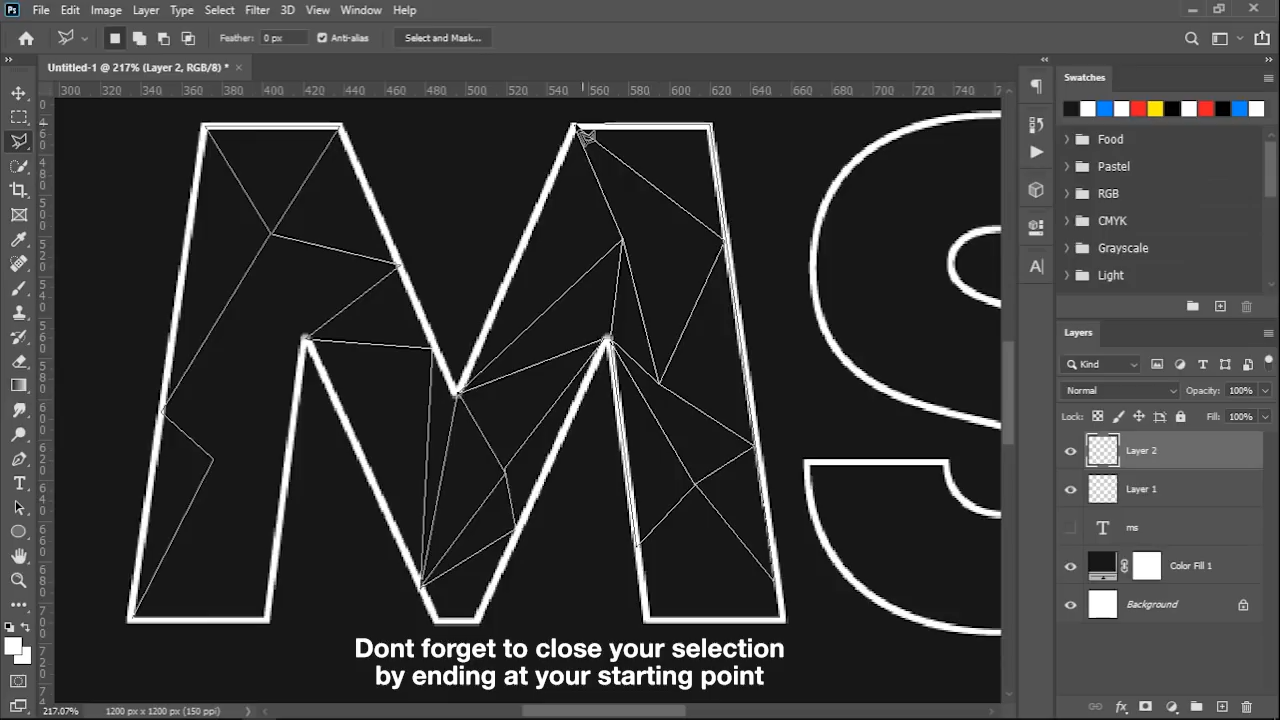 Ps File Edit Image Layer Type Select Filter 3D View Window Help
Feather: 0 px Anti-alias Select and Mask...
Untitled-1 @ 217% (Layer 2, RGB/8) * ×
300 320 340 360 380 400 420 440 460 480 500 520 540 560 580 600 620 640 660 680 700 720 740
MS
Swatches
Food
Pastel
RGB
CMYK
Grayscale
Light
Layers
Kind
Normal Opacity: 100%
Lock: Fill: 100%
Layer 2
Layer 1
T ms
Color Fill 1
Background
Dont forget to close your selection
by ending at your starting point
217.07% 1200 px x 1200 px (150 ppi)